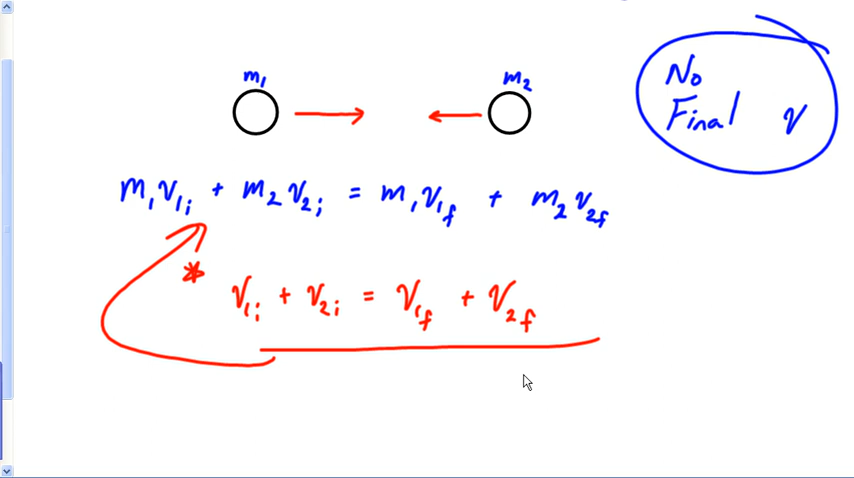 m₁ m₂
No
Final V
m₁V₁ᵢ + m₂V₂ᵢ = m₁V₁f + m₂V₂f
* V₁ᵢ + V₂ᵢ = V₁f + V₂f